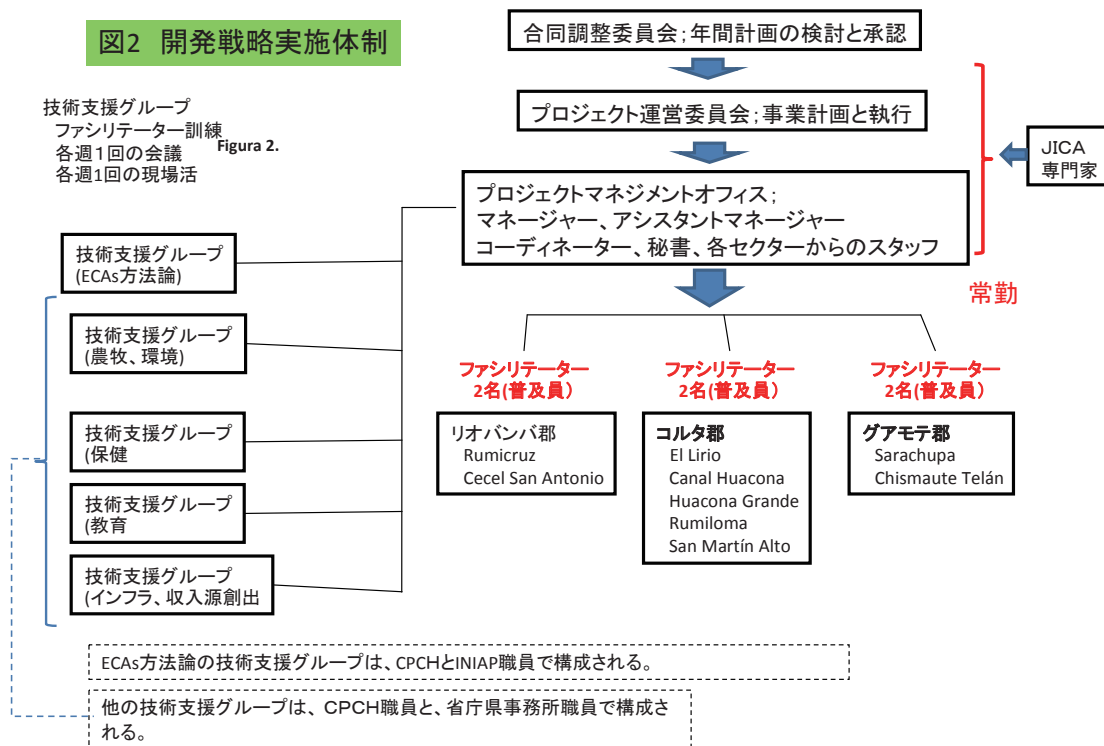 図2 開発戦略実施体制
合同調整委員会；年間計画の検討と承認
技術支援グループ
ファシリテーター訓練
各週1回の会議
各週1回の現場活
Figura 2.
プロジェクト運営委員会；事業計画と執行
JICA
専門家
プロジェクトマネジメントオフィス；
マネージャー、アシスタントマネージャー
コーディネーター、秘書、各セクターからのスタッフ
常勤
技術支援グループ
(ECAs方法論)
技術支援グループ
(農牧、環境)
技術支援グループ
(保健
技術支援グループ
(教育
技術支援グループ
(インフラ、収入源創出
ファシリテーター
2名(普及員）
リオバンバ郡
Rumicruz
Cecel San Antonio
ファシリテーター
2名(普及員）
コルタ郡
El Lirio
Canal Huacona
Huacona Grande
Rumiloma
San Martín Alto
ファシリテーター
2名(普及員）
グアモテ郡
Sarachupa
Chismaute Telán
ECAs方法論の技術支援グループは、CPCHとINIAP職員で構成される。
他の技術支援グループは、CPCH職員と、省庁県事務所職員で構成さ
れる。